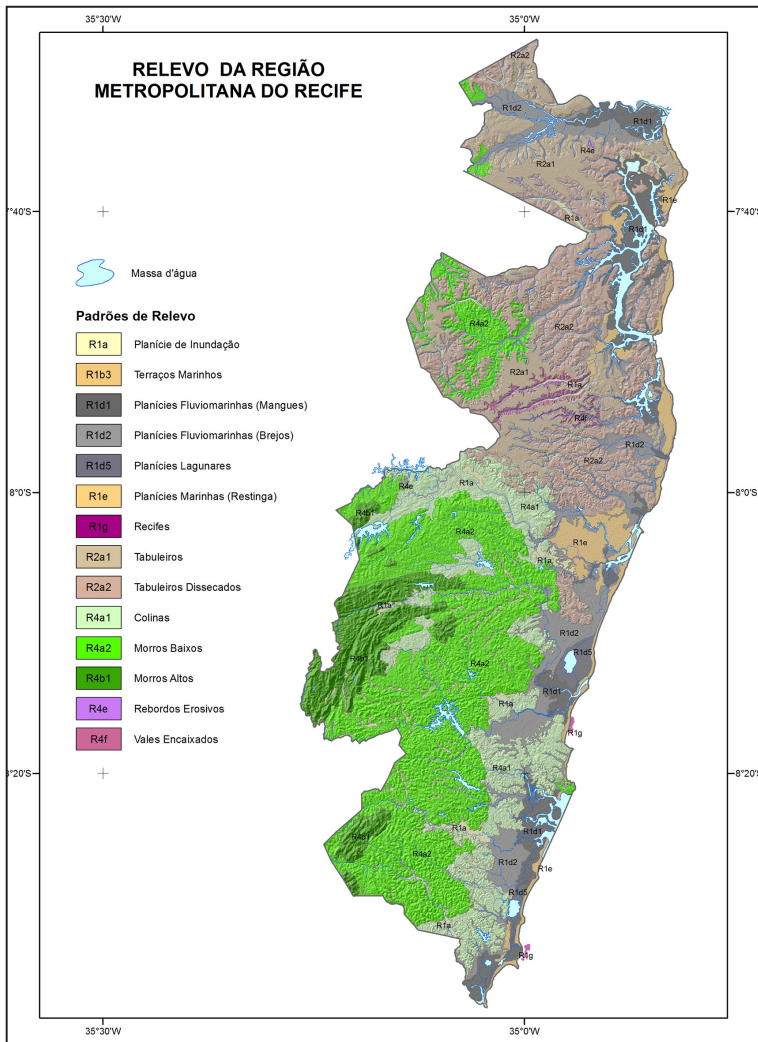 35°30'W
35°0'W
RELEVO DA REGIÃO
METROPOLITANA DO RECIFE
R2a2
R1d2
R1d1
R4e
R2a1
R1e
7°40'S
7°40'S
R1a
R1d1
Massa d'água
Padrões de Relevo
R1a Planície de Inundação
R1b3 Terraços Marinhos
R1d1 Planícies Fluviomarinhas (Mangues)
R1d2 Planícies Fluviomarinhas (Brejos)
R1d5 Planícies Lagunares
R1e Planícies Marinhas (Restinga)
R1g Recifes
R2a1 Tabuleiros
R2a2 Tabuleiros Dissecados
R4a1 Colinas
R4a2 Morros Baixos
R4b1 Morros Altos
R4e Rebordos Erosivos
R4f Vales Encaixados
R4a2
R2a2
R2a1
R1a
R4f
R1d2
R2a2
8°0'S
8°0'S
R4e
R1a
R4b1
R4a1
R4a2
R1e
R1a
R1a
R1d2
R4b1
R4a2
R1d5
R1d1
R1a
R1g
R4a1
8°20'S
R1a
R1d1
R4b1
R4a2
R1d2
R1e
R1d5
R1a
R1g
35°30'W
35°0'W